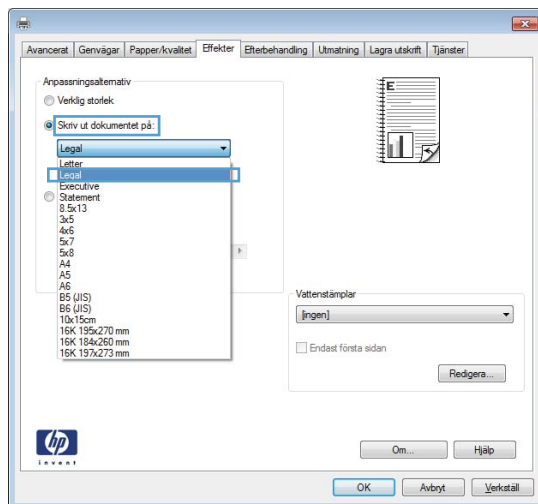 Avancerat Genvägar Papper/kvalitet Effekter Efterbehandling Utmatning Lagra utskrift Tjänster
Anpassningsalternativ
Verklig storlek
Skriv ut dokumentet på:
Legal
Letter
Legal
Executive
Statement
8.5x13
3x5
4x6
5x7
5x8
A4
A5
A6
B5 (JIS)
B6 (JIS)
10x15cm
16K 195x270 mm
16K 184x260 mm
16K 197x273 mm
E
Vattenstämplar
[ingen]
Endast första sidan
Redigera...
hp
invent
Om... Hjälp
OK Avbryt Verkställ